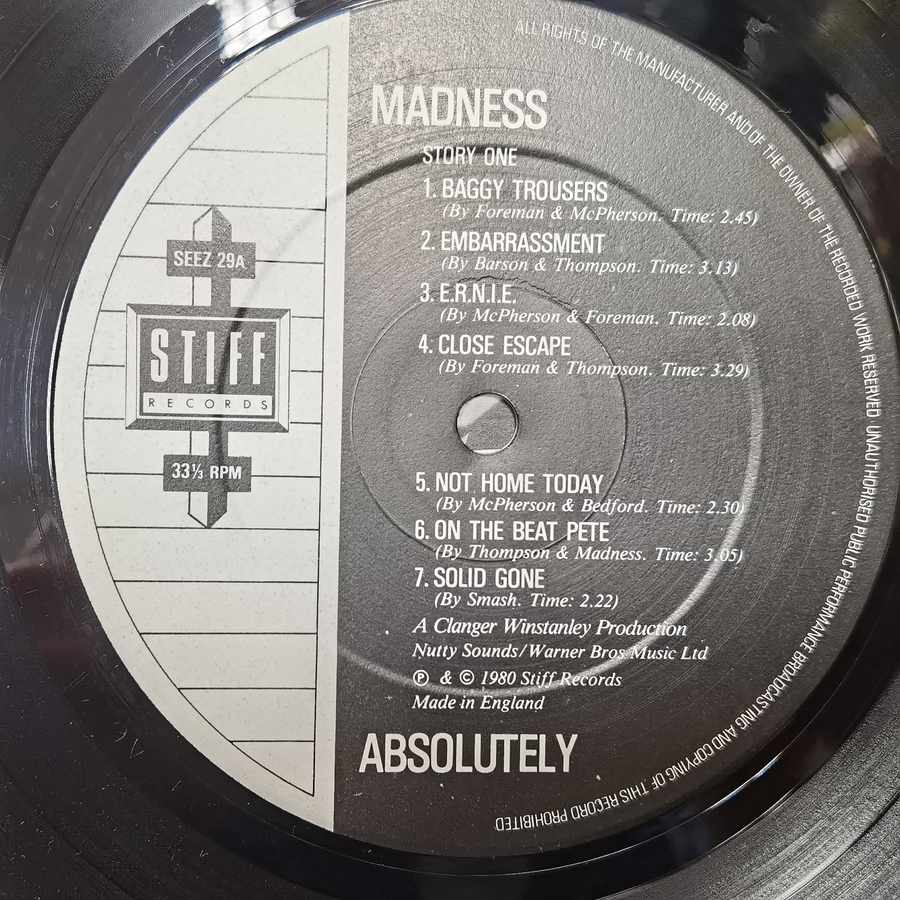 MADNESS
STORY ONE
1. BAGGY TROUSERS
(By Foreman & McPherson. Time: 2.45)
2. EMBARRASSMENT
(By Barson & Thompson. Time: 3.13)
3. E.R.N.I.E.
(By McPherson & Foreman. Time: 2.08)
4. CLOSE ESCAPE
(By Foreman & Thompson. Time: 3.29)
SEEZ 29A
STIFF
RECORDS
33⅓ RPM
5. NOT HOME TODAY
(By McPherson & Bedford. Time: 2.30)
6. ON THE BEAT PETE
(By Thompson & Madness. Time: 3.05)
7. SOLID GONE
(By Smash. Time: 2.22)
A Clanger Winstanley Production
Nutty Sounds/Warner Bros. Music Ltd
℗ & © 1980 Stiff Records
Made in England
ABSOLUTELY
ALL RIGHTS OF THE MANUFACTURER AND OF THE OWNER OF THE RECORDED WORK RESERVED UNAUTHORISED PUBLIC PERFORMANCE BROADCASTING AND COPYING OF THIS RECORD PROHIBITED